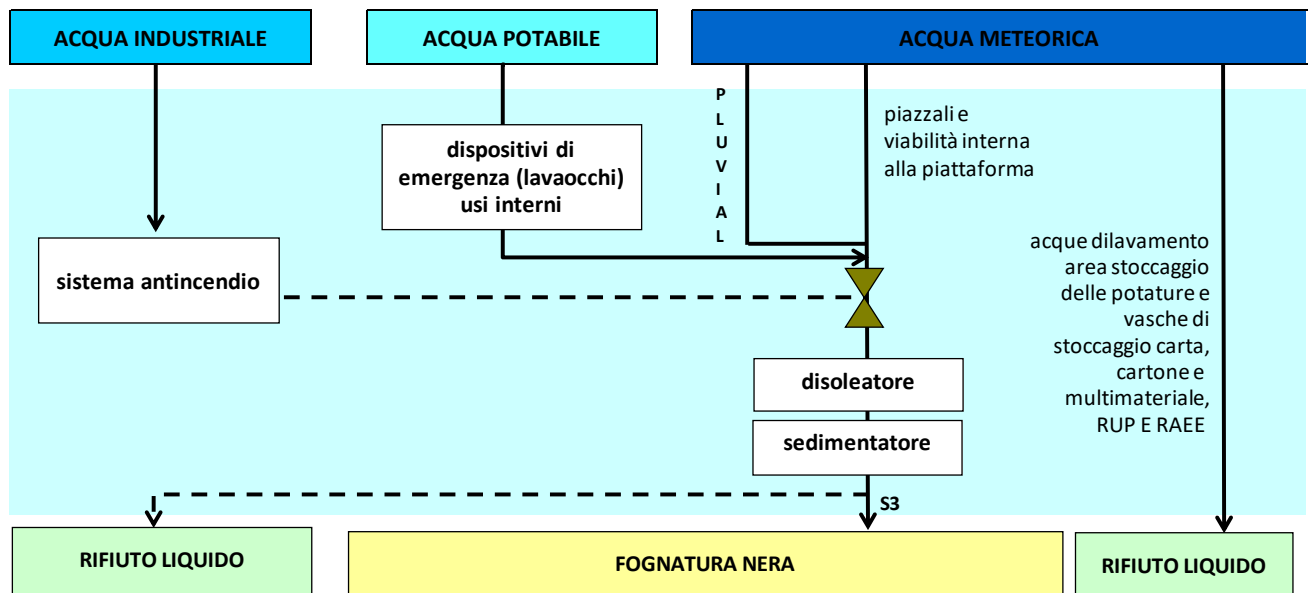 ACQUA INDUSTRIALE
ACQUA POTABILE
ACQUA METEORICA
PLUVIAL
piazzali e
viabilità interna
alla piattaforma
dispositivi di
emergenza (lavaocchi)
usi interni
sistema antincendio
acque dilavamento
area stoccaggio
delle potature e
vasche di
stoccaggio carta,
cartone e
multimateriale,
RUP E RAEE
disoleatore
sedimentatore
S3
RIFIUTO LIQUIDO
FOGNATURA NERA
RIFIUTO LIQUIDO